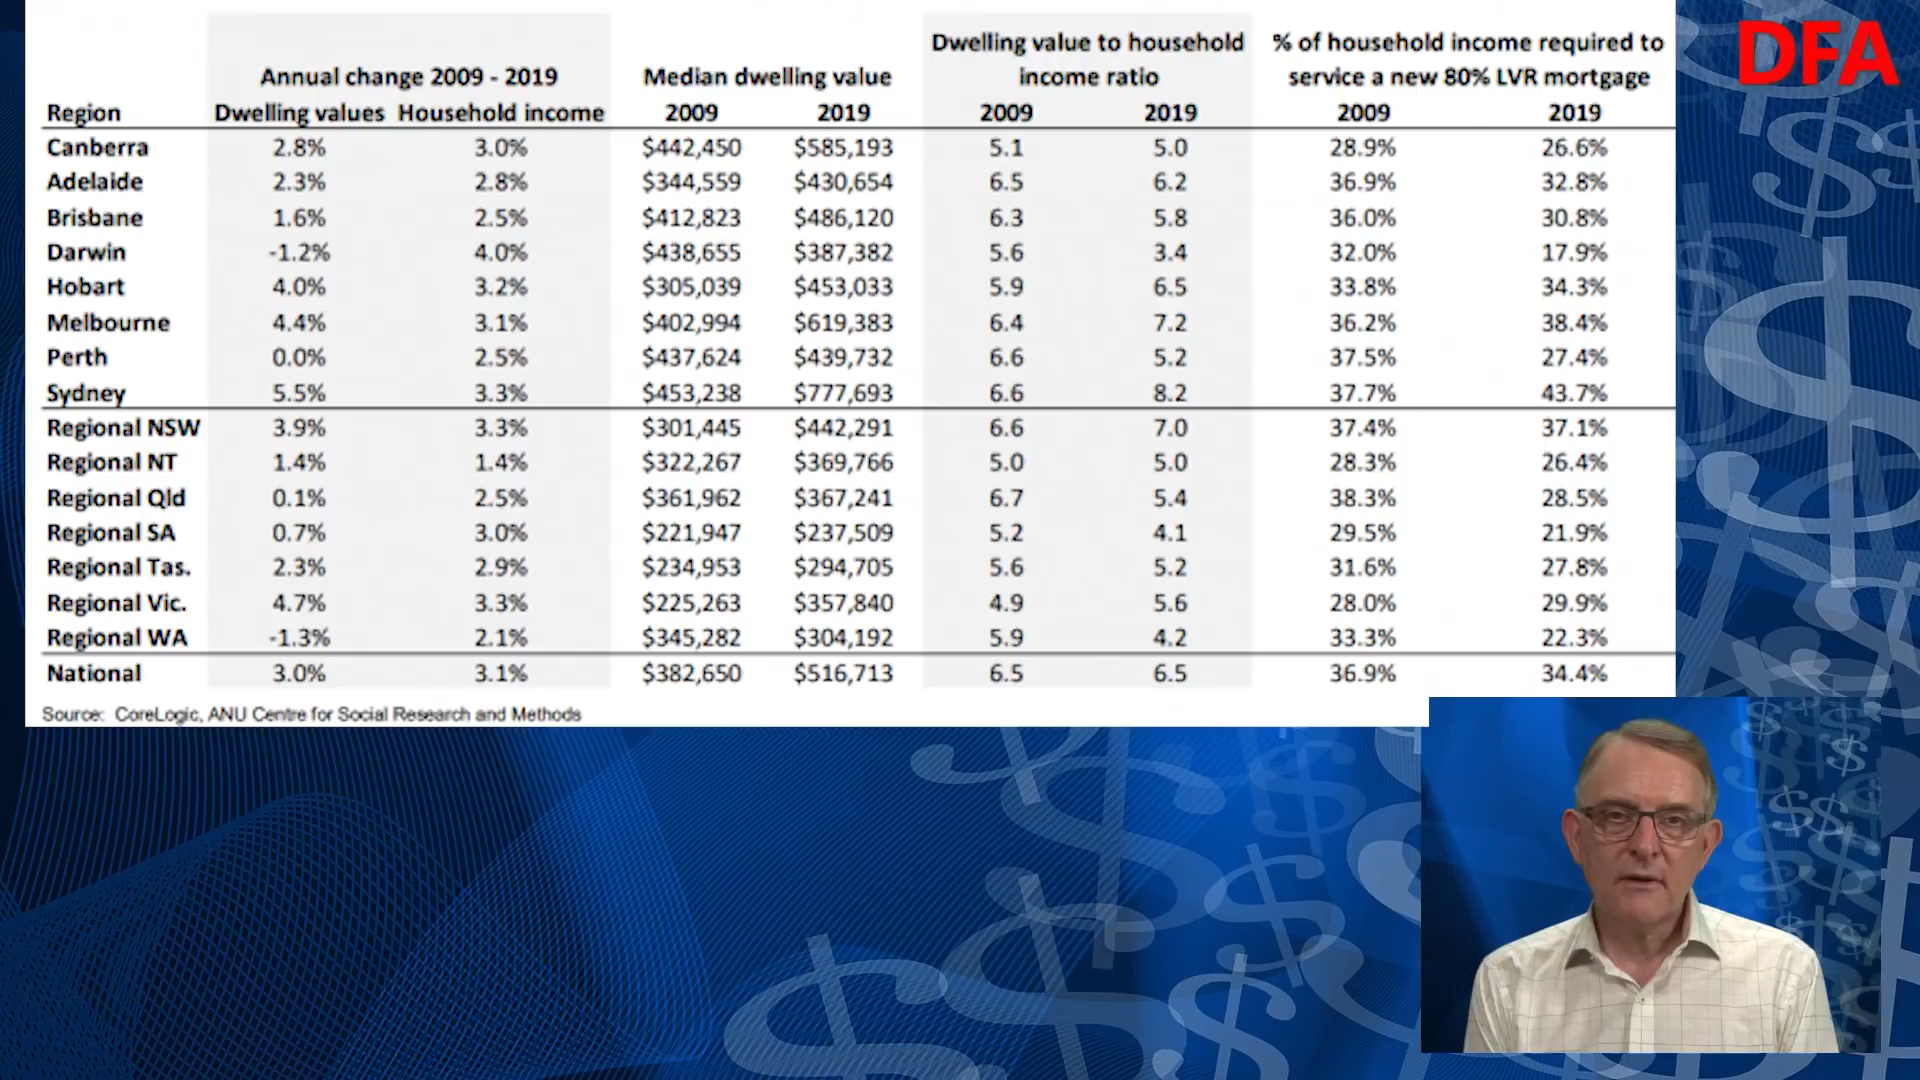 DFA
Dwelling value to household % of household income required to
Annual change 2009 - 2019 Median dwelling value income ratio service a new 80% LVR mortgage
Region Dwelling values Household income 2009 2019 2009 2019 2009 2019
Canberra 2.8% 3.0% $442,450 $585,193 5.1 5.0 28.9% 26.6%
Adelaide 2.3% 2.8% $344,559 $430,654 6.5 6.2 36.9% 32.8%
Brisbane 1.6% 2.5% $412,823 $486,120 6.3 5.8 36.0% 30.8%
Darwin -1.2% 4.0% $438,655 $387,382 5.6 3.4 32.0% 17.9%
Hobart 4.0% 3.2% $305,039 $453,033 5.9 6.5 33.8% 34.3%
Melbourne 4.4% 3.1% $402,994 $619,383 6.4 7.2 36.2% 38.4%
Perth 0.0% 2.5% $437,624 $439,732 6.6 5.2 37.5% 27.4%
Sydney 5.5% 3.3% $453,238 $777,693 6.6 8.2 37.7% 43.7%
Regional NSW 3.9% 3.3% $301,445 $442,291 6.6 7.0 37.4% 37.1%
Regional NT 1.4% 1.4% $322,267 $369,766 5.0 5.0 28.3% 26.4%
Regional Qld 0.1% 2.5% $361,962 $367,241 6.7 5.4 38.3% 28.5%
Regional SA 0.7% 3.0% $221,947 $237,509 5.2 4.1 29.5% 21.9%
Regional Tas. 2.3% 2.9% $234,953 $294,705 5.6 5.2 31.6% 27.8%
Regional Vic. 4.7% 3.3% $225,263 $357,840 4.9 5.6 28.0% 29.9%
Regional WA -1.3% 2.1% $345,282 $304,192 5.9 4.2 33.3% 22.3%
National 3.0% 3.1% $382,650 $516,713 6.5 6.5 36.9% 34.4%
Source: CoreLogic, ANU Centre for Social Research and Methods